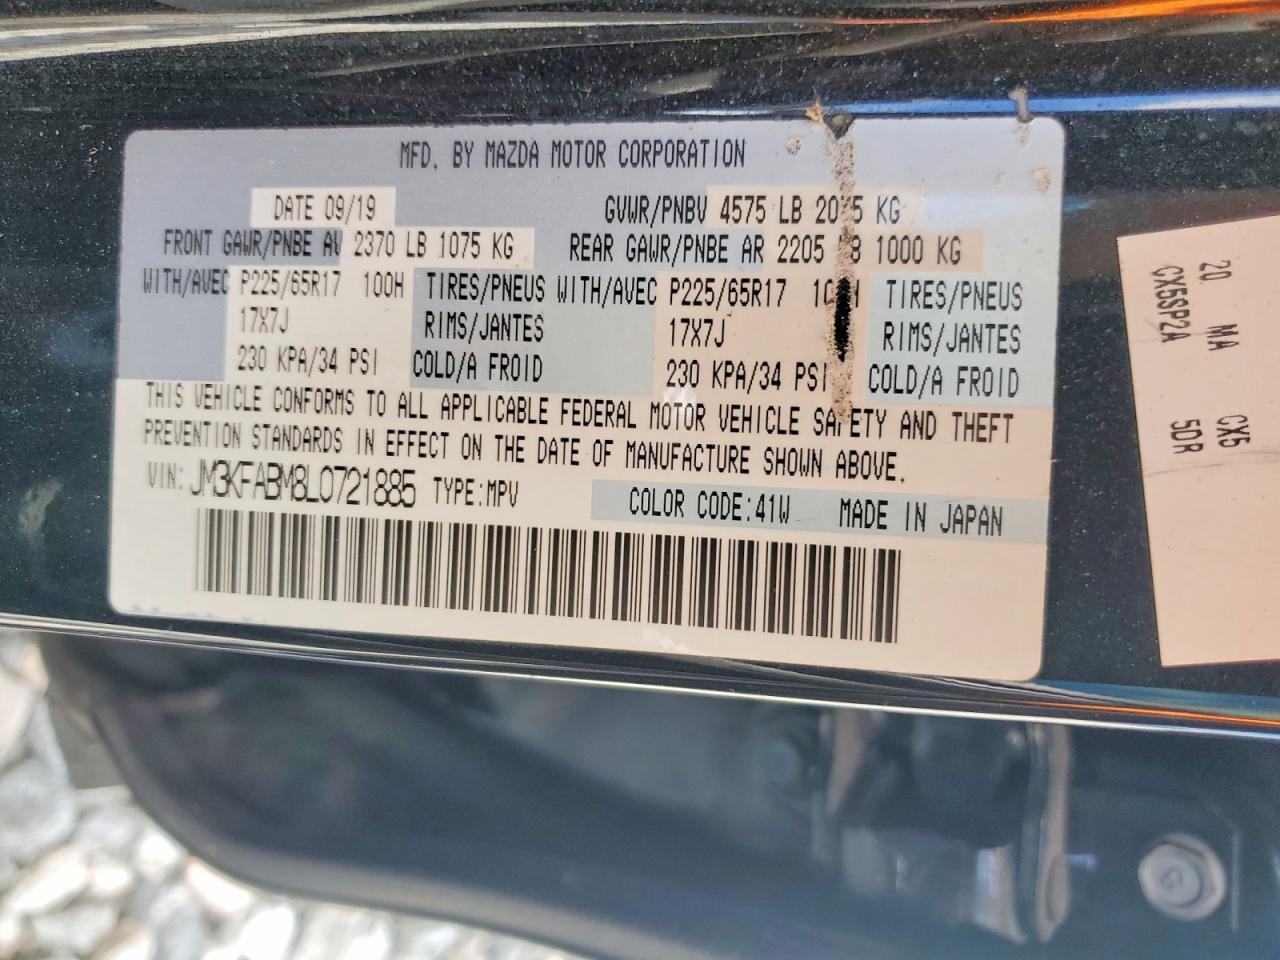 MFD. BY MAZDA MOTOR CORPORATION
DATE 09/19 GVWR/PNBV 4575 LB KG
FRONT GAWR/PNBE AV 2370 LB 1075 KG REAR GAWR/PNBE AR 2205 1000 KG
WITH/AVEC P225/65R17 100H TIRES/PNEUS WITH/AVEC P225/65R17 TIRES/PNEUS
17X7J RIMS/JANTES 17X7J RIMS/JANTES
230 KPA/34 PSI COLD/A FROID 230 KPA/34 PSI COLD/A FROID
THIS VEHICLE CONFORMS TO ALL APPLICABLE FEDERAL MOTOR VEHICLE SAFETY AND THEFT
PREVENTION STANDARDS IN EFFECT ON THE DATE OF MANUFACTURE SHOWN ABOVE.
VIN: JM3KFABM8L0721885 TYPE:MPV COLOR CODE:41W MADE IN JAPAN
20 MA CX5
CX5SP2A 5DR